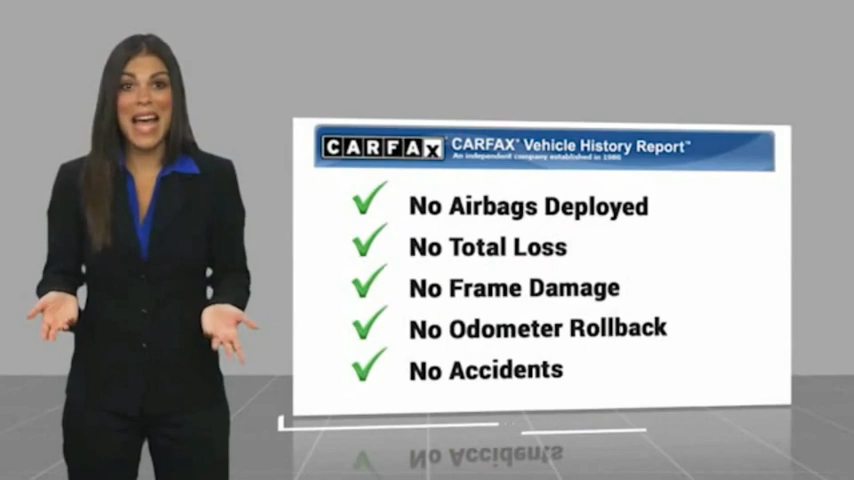 CARFAX CARFAX® Vehicle History Report™
An independent company established in 1986
No Airbags Deployed
No Total Loss
No Frame Damage
No Odometer Rollback
No Accidents
No Accidents